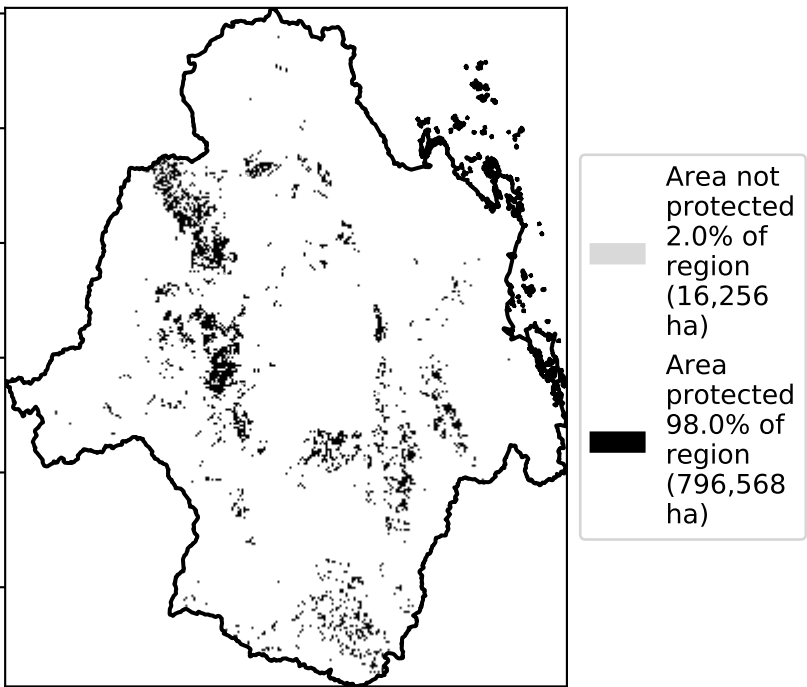 Area not
protected
2.0% of
region
(16,256
ha)
Area
protected
98.0% of
region
(796,568
ha)